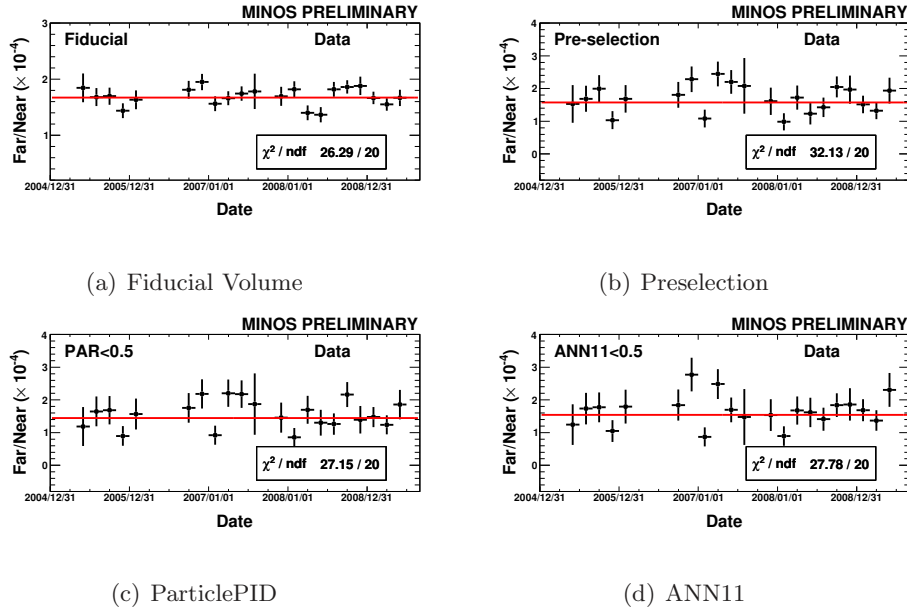 MINOS PRELIMINARY
Fiducial
Data
Far/Near (× 10⁻⁴)
3
2
1
χ² / ndf 26.29 / 20
2004/12/31 2005/12/31 2007/01/01 2008/01/01 2008/12/31
Date
(a) Fiducial Volume
MINOS PRELIMINARY
Pre-selection
Data
Far/Near (× 10⁻⁴)
4
3
2
1
0
χ² / ndf 32.13 / 20
2004/12/31 2005/12/31 2007/01/01 2008/01/01 2008/12/31
Date
(b) Preselection
MINOS PRELIMINARY
PAR<0.5
Data
Far/Near (× 10⁻⁴)
4
3
2
1
0
χ² / ndf 27.15 / 20
2004/12/31 2005/12/31 2007/01/01 2008/01/01 2008/12/31
Date
(c) ParticlePID
MINOS PRELIMINARY
ANN11<0.5
Data
Far/Near (× 10⁻⁴)
4
3
2
1
0
χ² / ndf 27.78 / 20
2004/12/31 2005/12/31 2007/01/01 2008/01/01 2008/12/31
Date
(d) ANN11